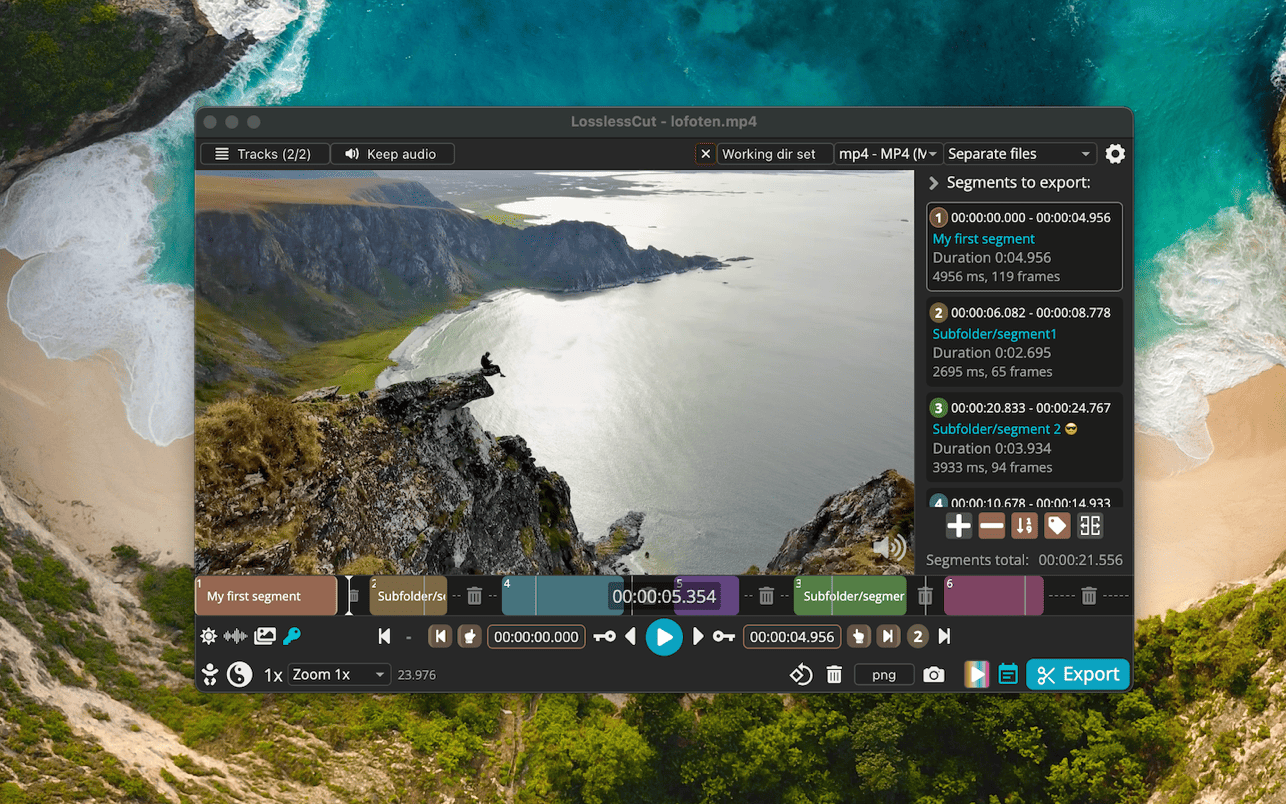 LosslessCut - lofoten.mp4
Tracks (2/2) Keep audio Working dir set mp4 - MP4 (M Separate files
Segments to export:
1 00:00:00.000 - 00:00:04.956
My first segment
Duration 0:04.956
4956 ms, 119 frames
2 00:00:06.082 - 00:00:08.778
Subfolder/segment1
Duration 0:02.695
2695 ms, 65 frames
3 00:00:20.833 - 00:00:24.767
Subfolder/segment 2 😎
Duration 0:03.934
3933 ms, 94 frames
4 00:00:10.678 - 00:00:14.933
Segments total: 00:00:21.556
1 My first segment 2 Subfolder/se 4 00:00:05.354 5 3 Subfolder/segmer 6
- 00:00:00.000 00:00:04.956 2
1x Zoom 1x 23.976 png Export